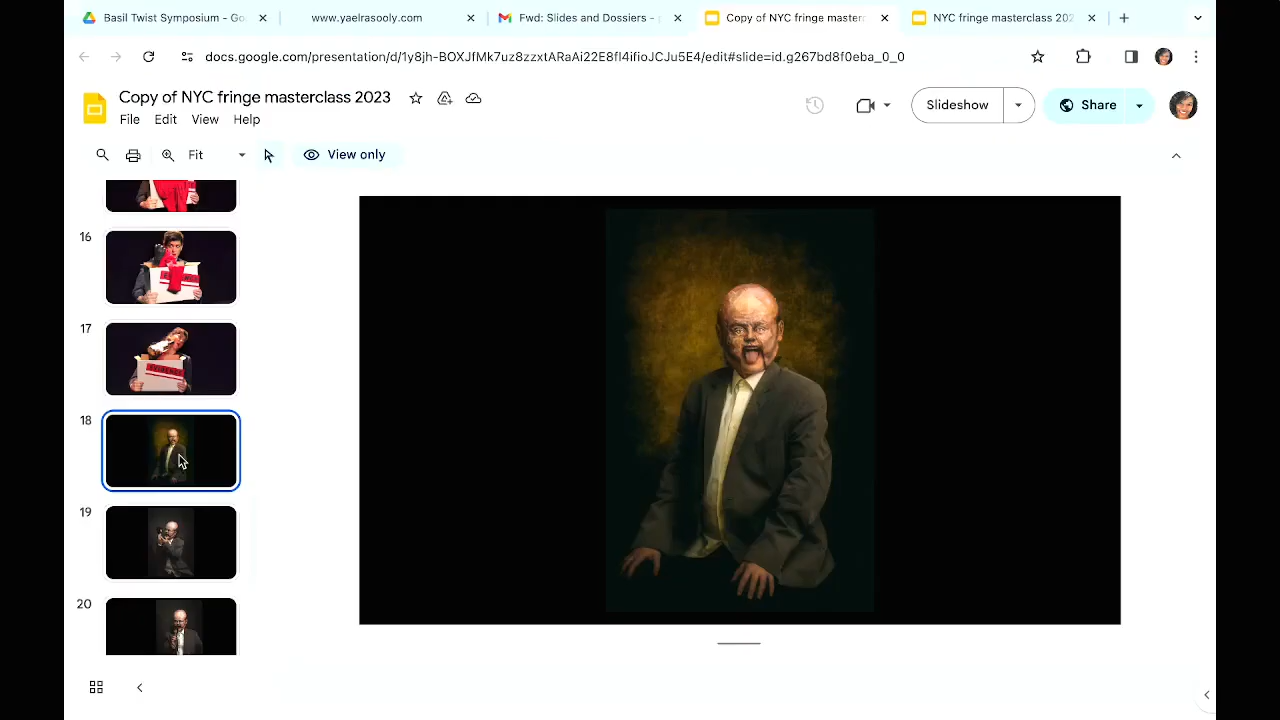 Basil Twist Symposium - Go
www.yaelrasooly.com
Fwd: Slides and Dossiers - p
Copy of NYC fringe masterc
NYC fringe masterclass 202
docs.google.com/presentation/d/1y8jh-BOXJfMk7uz8zzxtARaAi22E8fl4ifioJCJu5E4/edit#slide=id.g267bd8f0eba_0_0
Copy of NYC fringe masterclass 2023
File Edit View Help
Slideshow
Share
Fit
View only
16
17
EVIDENCE
18
19
20